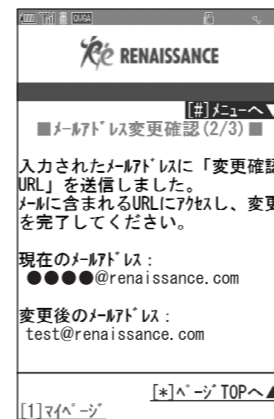 QVGA
Ré RENAISSANCE
[#]ﾒﾆｭｰへ▼
■ﾒｰﾙｱﾄﾞﾚｽ変更確認(2/3)■
入力されたﾒｰﾙｱﾄﾞﾚｽに「変更確認
URL」を送信しました。
ﾒｰﾙに含まれるURLにｱｸｾｽし、変更
を完了してください。
現在のﾒｰﾙｱﾄﾞﾚｽ：
●●●●@renaissance.com
変更後のﾒｰﾙｱﾄﾞﾚｽ：
test@renaissance.com
[*]ﾍﾟｰｼﾞTOPへ▲
[1]ﾏｲﾍﾟｰｼﾞ